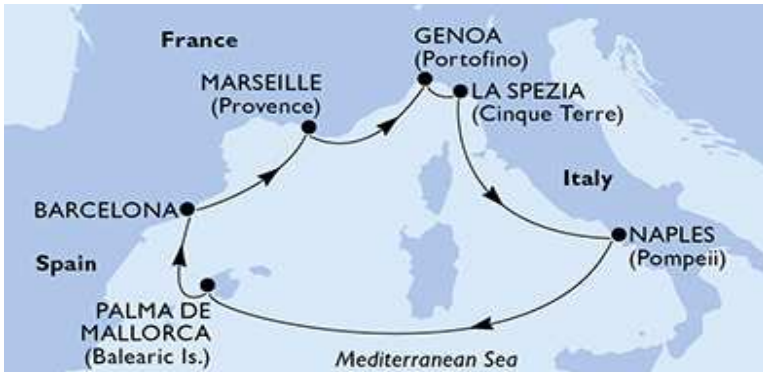 France
GENOA
(Portofino)
MARSEILLE
(Provence)
LA SPEZIA
(Cinque Terre)
Italy
BARCELONA
NAPLES
(Pompeii)
Spain
PALMA DE
MALLORCA
(Balearic Is.)
Mediterranean Sea